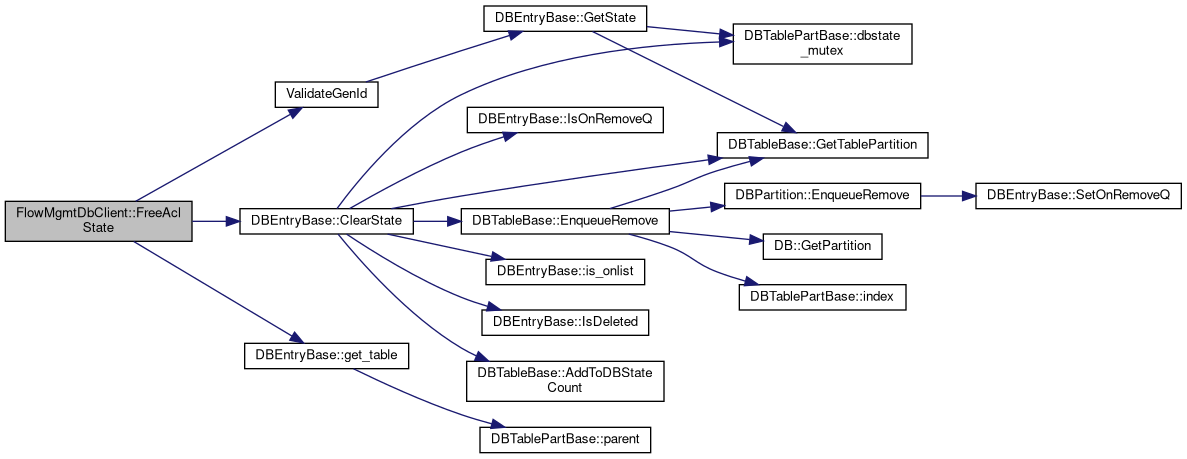 DBEntryBase::GetState
DBTablePartBase::dbstate
_mutex
ValidateGenId
DBEntryBase::IsOnRemoveQ
DBTableBase::GetTablePartition
FlowMgmtDbClient::FreeAcl
State
DBEntryBase::ClearState
DBTableBase::EnqueueRemove
DBPartition::EnqueueRemove
DBEntryBase::SetOnRemoveQ
DB::GetPartition
DBEntryBase::is_onlist
DBTablePartBase::index
DBEntryBase::IsDeleted
DBEntryBase::get_table
DBTableBase::AddToDBState
Count
DBTablePartBase::parent